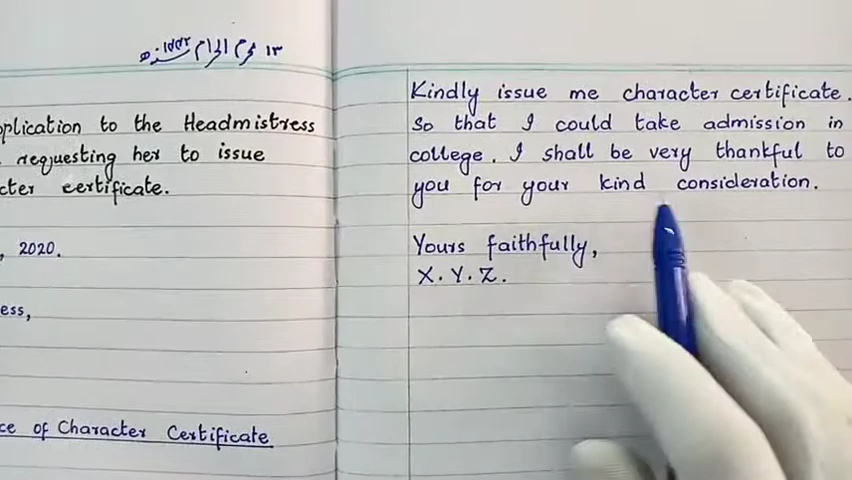 ۱۳ محرم الحرام ۱۴۴۲ھ
plication to the Headmistress
requesting her to issue
cter certificate.
, 2020.
ess,
ce of Character Certificate
Kindly issue me character certificate.
So that I could take admission in
college. I shall be very thankful to
you for your kind consideration.
Yours faithfully,
X.Y.Z.